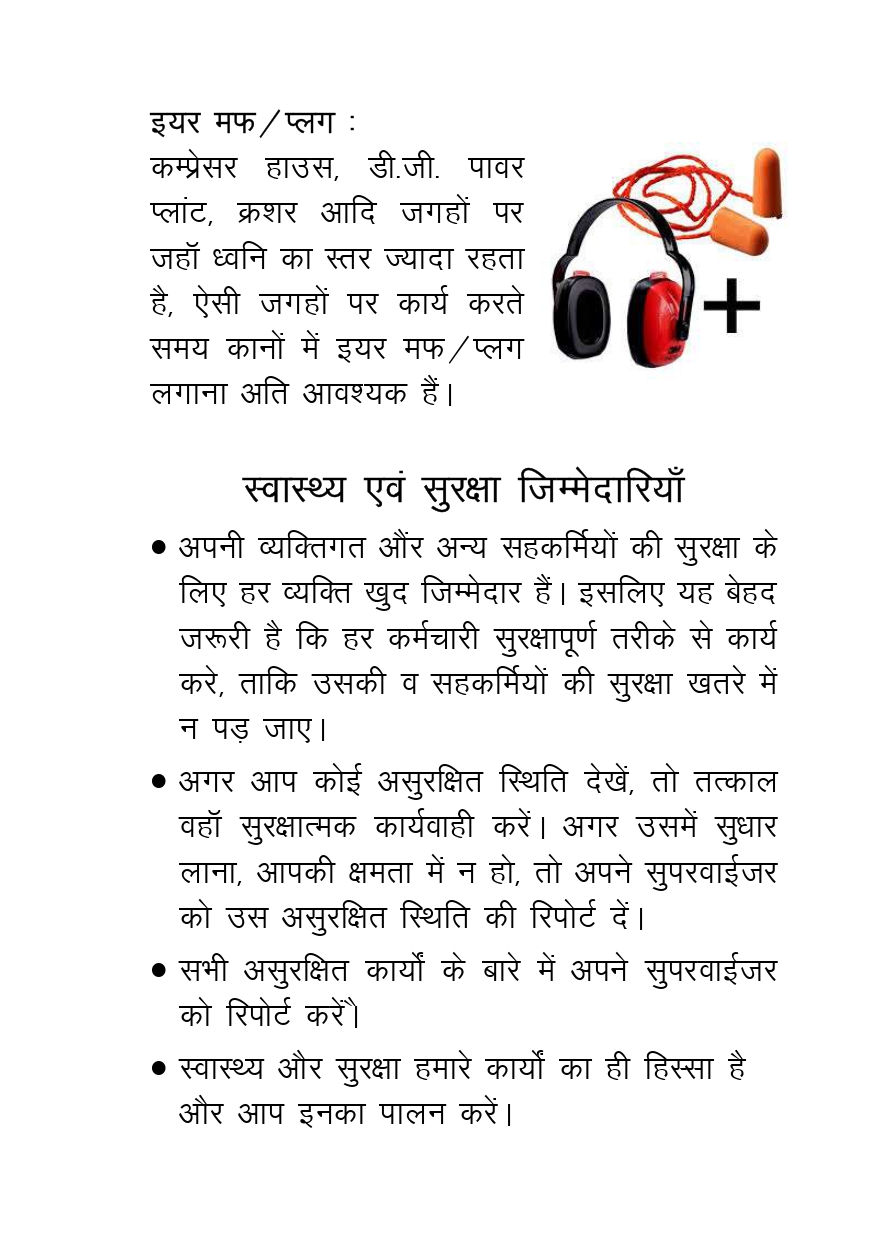 इयर मफ/प्लग :
कम्प्रेसर हाउस, डी.जी. पावर
प्लांट, क्रशर आदि जगहों पर
जहॉ ध्वनि का स्तर ज्यादा रहता
है, ऐसी जगहों पर कार्य करते
समय कानों में इयर मफ/प्लग
लगाना अति आवश्यक हैं।
स्वास्थ्य एवं सुरक्षा जिम्मेदारियाँ
• अपनी व्यक्तिगत औंर अन्य सहकर्मियों की सुरक्षा के
लिए हर व्यक्ति खुद जिम्मेदार हैं। इसलिए यह बेहद
जरूरी है कि हर कर्मचारी सुरक्षापूर्ण तरीके से कार्य
करे, ताकि उसकी व सहकर्मियों की सुरक्षा खतरे में
न पड़ जाए।
• अगर आप कोई असुरक्षित स्थिति देखें, तो तत्काल
वहॉ सुरक्षात्मक कार्यवाही करें। अगर उसमें सुधार
लाना, आपकी क्षमता में न हो, तो अपने सुपरवाईजर
को उस असुरक्षित स्थिति की रिपोर्ट दें।
• सभी असुरक्षित कार्यों के बारे में अपने सुपरवाईजर
को रिपोर्ट करेंै।
• स्वास्थ्य और सुरक्षा हमारे कार्यों का ही हिस्सा है
और आप इनका पालन करें।